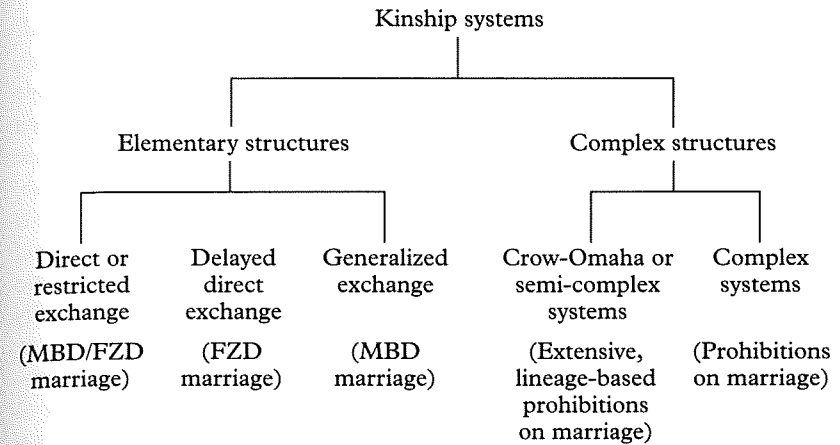 Kinship systems
Elementary structures
Complex structures
Direct or
restricted
exchange
(MBD/FZD
marriage)
Delayed
direct
exchange
(FZD
marriage)
Generalized
exchange
(MBD
marriage)
Crow-Omaha or
semi-complex
systems
(Extensive,
lineage-based
prohibitions
on marriage)
Complex
systems
(Prohibitions
on marriage)